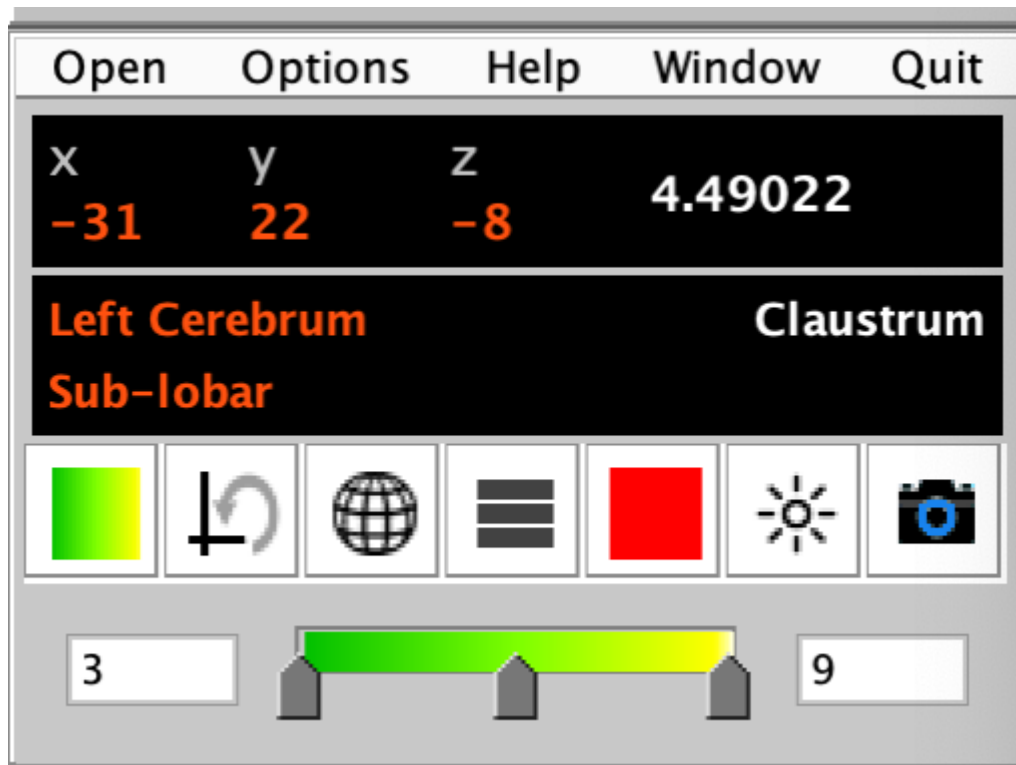 Open Options Help Window Quit
x y z
-31 22 -8 4.49022
Left Cerebrum Claustrum
Sub-lobar
3 9